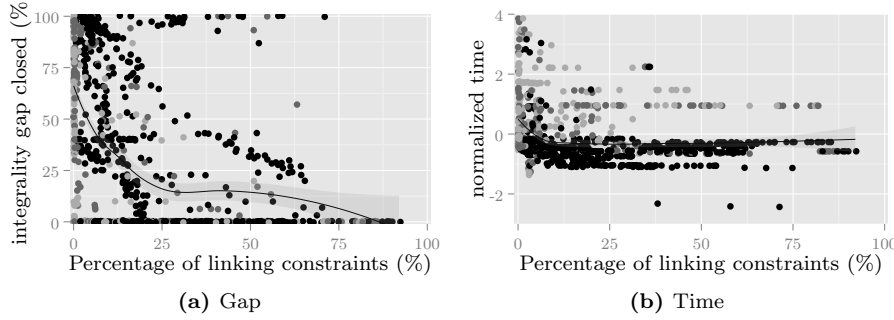 integrality gap closed (%
100
75
50
25
0
0 25 50 75 100
Percentage of linking constraints (%)
(a) Gap
normalized time
4
2
0
-2
0 25 50 75 100
Percentage of linking constraints (%)
(b) Time